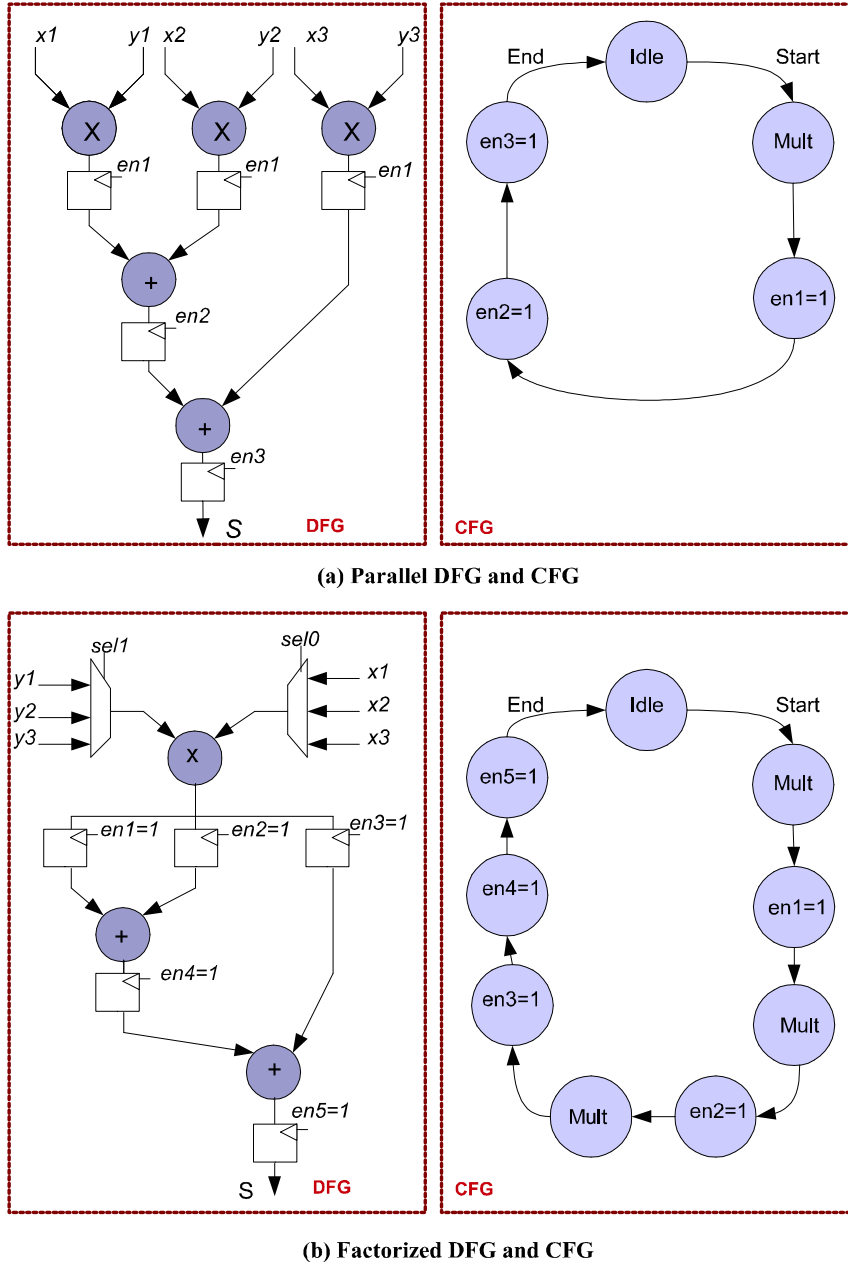 x1 y1 x2 y2 x3 y3
X X X
en1 en1 en1
+
en2
+
en3
S DFG
End Idle Start
en3=1 Mult
en2=1 en1=1
CFG
(a) Parallel DFG and CFG
sel1 sel0
y1 x1
y2 x2
y3 x3
x
en1=1 en2=1 en3=1
+
en4=1
+
en5=1
S DFG
End Idle Start
en5=1 Mult
en4=1 en1=1
en3=1 Mult
Mult en2=1
CFG
(b) Factorized DFG and CFG